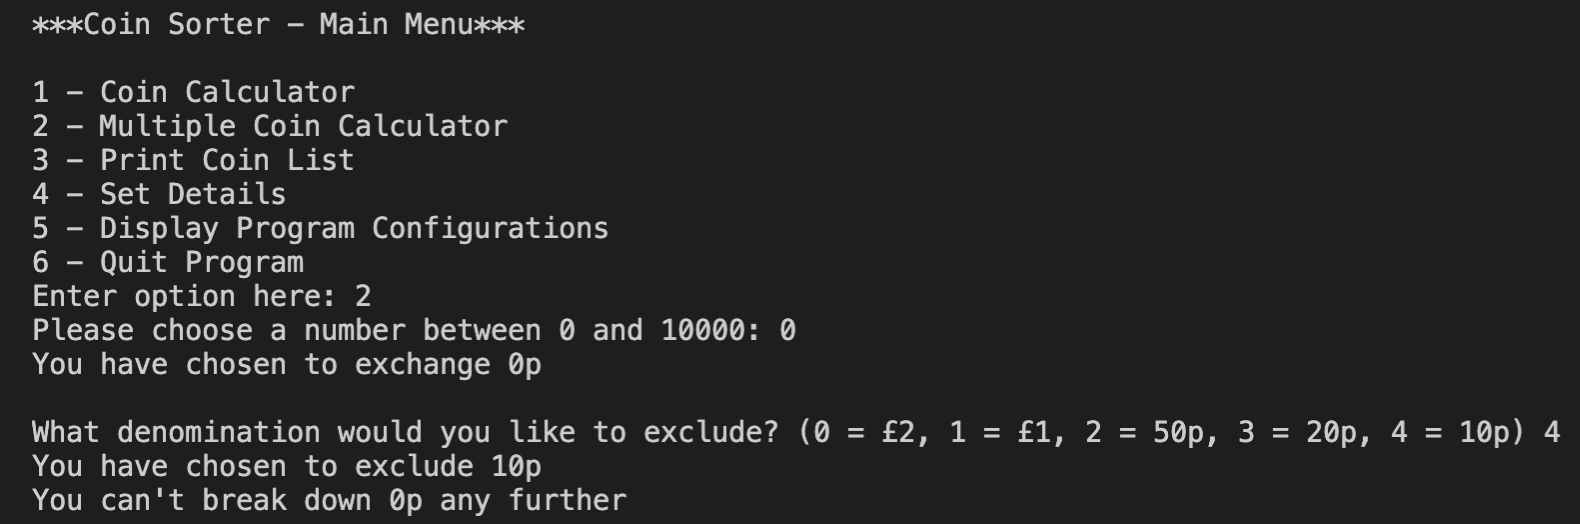 ***Coin Sorter - Main Menu***
1 - Coin Calculator
2 - Multiple Coin Calculator
3 - Print Coin List
4 - Set Details
5 - Display Program Configurations
6 - Quit Program
Enter option here: 2
Please choose a number between 0 and 10000: 0
You have chosen to exchange 0p
What denomination would you like to exclude? (0 = £2, 1 = £1, 2 = 50p, 3 = 20p, 4 = 10p) 4
You have chosen to exclude 10p
You can't break down 0p any further